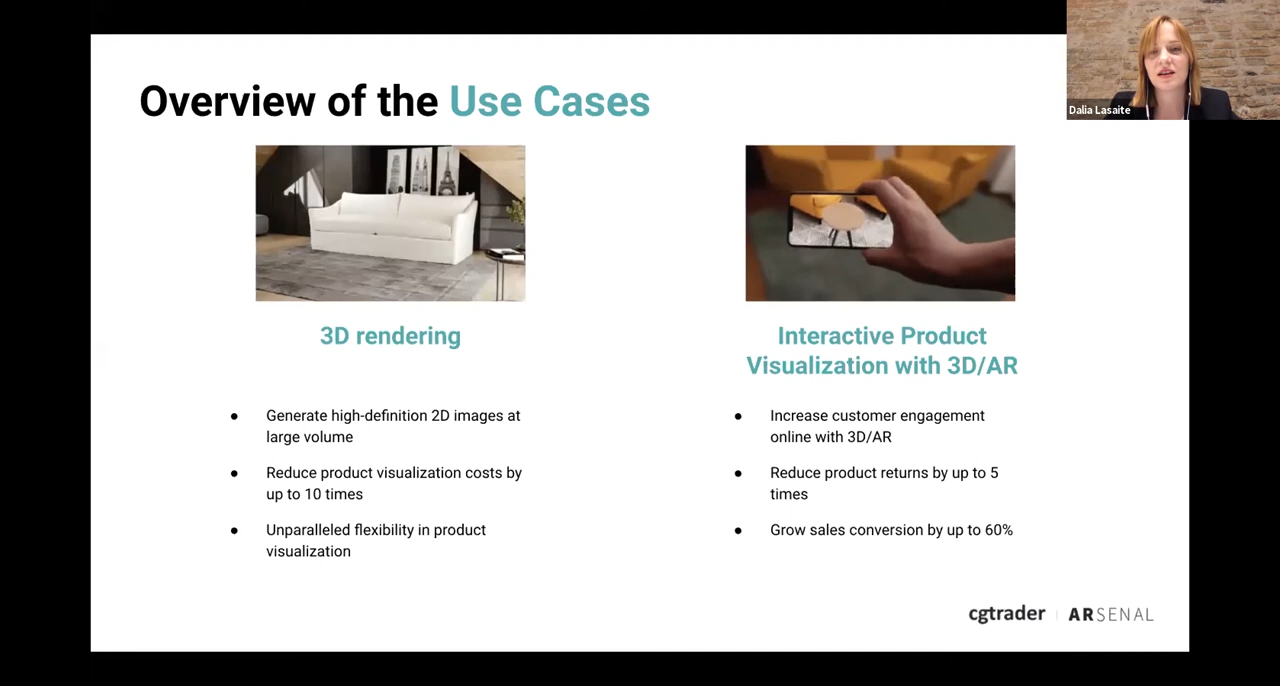 Overview of the Use Cases
Dalia Lasaite
3D rendering
● Generate high-definition 2D images at
large volume
● Reduce product visualization costs by
up to 10 times
● Unparalleled flexibility in product
visualization
Interactive Product
Visualization with 3D/AR
● Increase customer engagement
online with 3D/AR
● Reduce product returns by up to 5
times
● Grow sales conversion by up to 60%
cgtrader | ARSENAL